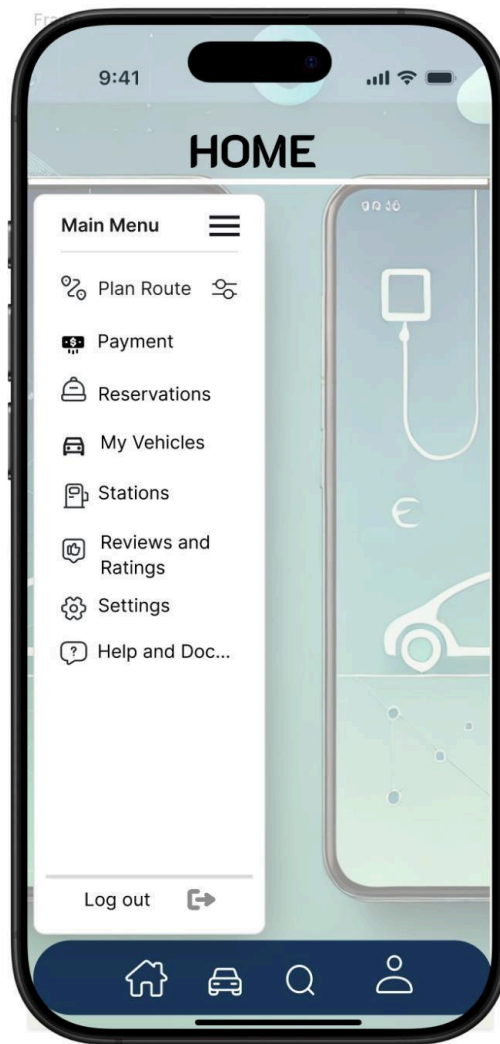 9:41
HOME
Main Menu
Plan Route
Payment
Reservations
My Vehicles
Stations
Reviews and
Ratings
Settings
Help and Doc...
Log out